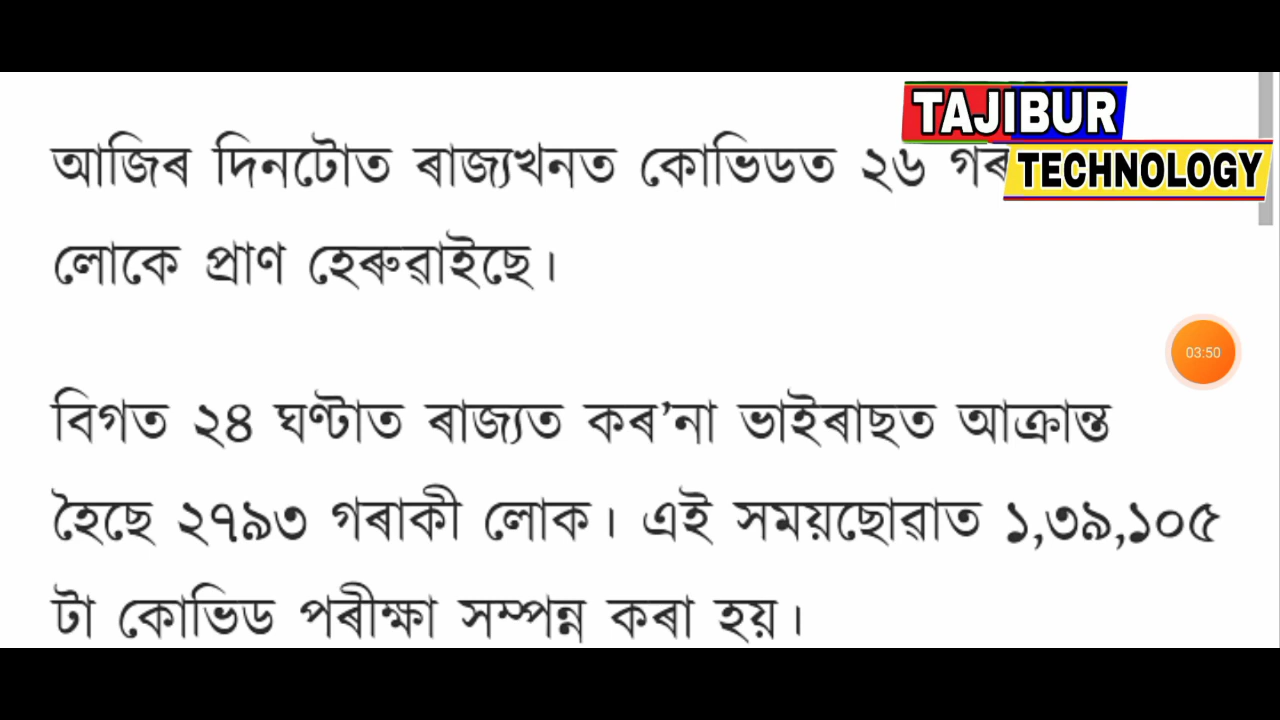 TAJIBUR
TECHNOLOGY
আজিৰ দিনটোত ৰাজ্যখনত কোভিডত ২৬
লোকে প্ৰাণ হেৰুৱাইছে।
03:50
বিগত ২৪ ঘণ্টাত ৰাজ্যত কৰ’না ভাইৰাছত আক্ৰান্ত
হৈছে ২৭৯৩ গৰাকী লোক। এই সময়ছোৱাত ১,৩৯,১০৫
টা কোভিড পৰীক্ষা সম্পন্ন কৰা হয়।